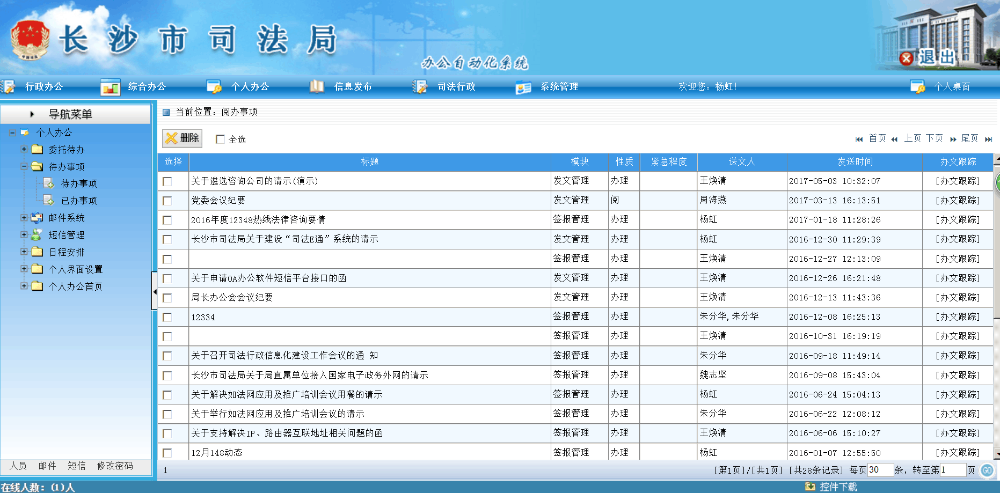 长沙市司法局
办公自动化系统
退出
行政办公 综合办公 个人办公 信息发布 司法行政 系统管理 欢迎您：杨虹! 个人桌面
导航菜单
个人办公
委托待办
待办事项
待办事项
已办事项
邮件系统
短信管理
日程安排
个人界面设置
个人办公首页
人员 邮件 短信 修改密码
当前位置：阅办事项
删除 全选 首页 上页 下页 尾页
选择 标题 模块 性质 紧急程度 送文人 发送时间 办文跟踪
关于遴选咨询公司的请示(演示) 发文管理 办理 王焕清 2017-05-03 10:32:07 [办文跟踪]
党委会议纪要 发文管理 阅 周海燕 2017-03-13 16:13:51 [办文跟踪]
2016年度12348热线法律咨询要情 签报管理 办理 杨虹 2017-01-18 11:28:26 [办文跟踪]
长沙市司法局关于建设“司法E通”系统的请示 发文管理 办理 杨虹 2016-12-30 11:29:39 [办文跟踪]
签报管理 办理 王焕清 2016-12-27 12:13:09 [办文跟踪]
关于申请OA办公软件短信平台接口的函 发文管理 办理 王焕清 2016-12-26 16:21:48 [办文跟踪]
局长办公会会议纪要 发文管理 办理 王焕清 2016-12-13 11:43:36 [办文跟踪]
12334 签报管理 办理 朱分华,朱分华 2016-12-08 16:25:13 [办文跟踪]
签报管理 办理 王焕清 2016-10-31 16:19:19 [办文跟踪]
关于召开司法行政信息化建设工作会议的通 知 签报管理 办理 朱分华 2016-09-18 11:49:14 [办文跟踪]
长沙市司法局关于局直属单位接入国家电子政务外网的请示 签报管理 办理 魏志坚 2016-09-08 15:43:04 [办文跟踪]
关于解决如法网应用及推广培训会议用餐的请示 签报管理 办理 杨虹 2016-06-24 15:04:13 [办文跟踪]
关于举行如法网应用及推广培训会议的请示 签报管理 办理 朱分华 2016-06-22 12:08:12 [办文跟踪]
关于支持解决IP、路由器互联地址相关问题的函 签报管理 办理 王焕清 2016-06-06 15:10:27 [办文跟踪]
12月148动态 签报管理 办理 杨虹 2016-01-07 12:55:50 [办文跟踪]
1 [第1页]/[共1页] [共28条记录] 每页30条，转至第1页 GO
在线人数：(1)人 控件下载